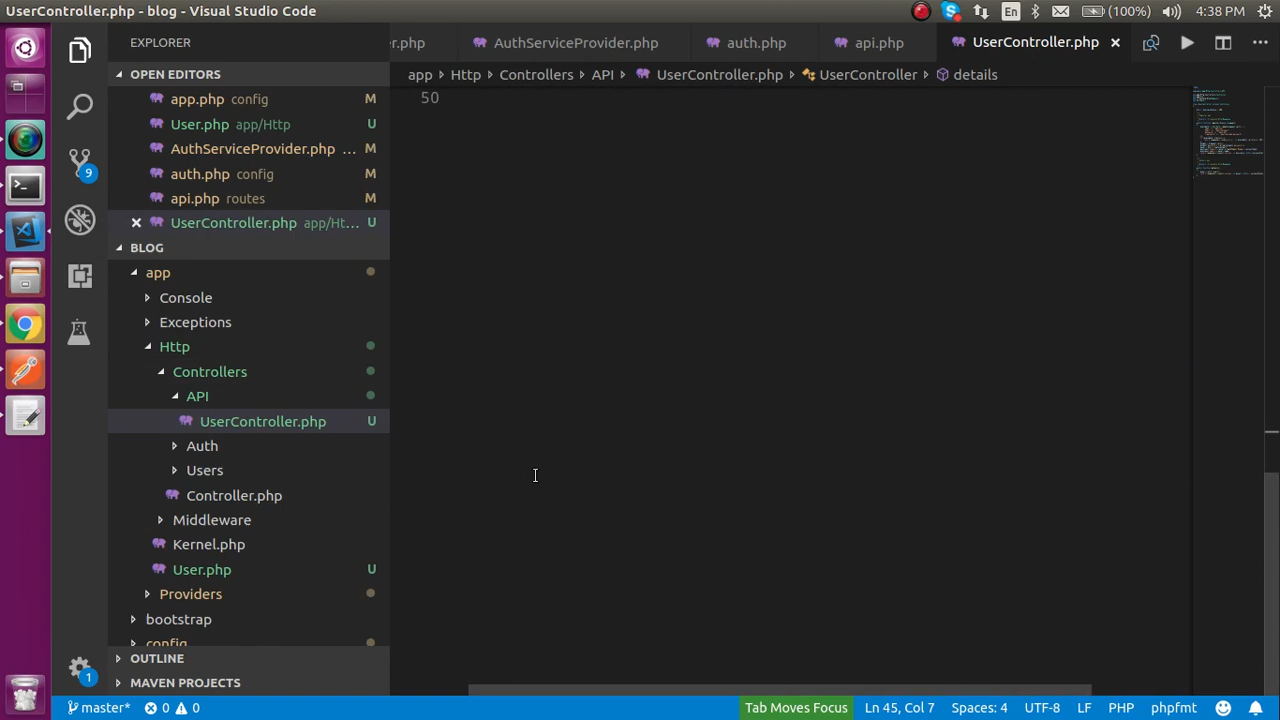 UserController.php - blog - Visual Studio Code
En
(100%)
4:38 PM
EXPLORER
er.php
AuthServiceProvider.php
auth.php
api.php
UserController.php
OPEN EDITORS
app.php config M
User.php app/Http U
AuthServiceProvider.php ... M
auth.php config M
api.php routes M
UserController.php app/Ht... U
app
Http
Controllers
API
UserController.php
UserController
details
50
BLOG
app
Console
Exceptions
Http
Controllers
API
UserController.php U
Auth
Users
Controller.php
Middleware
Kernel.php
User.php U
Providers
bootstrap
config
OUTLINE
MAVEN PROJECTS
9
1
master* 0 0
Tab Moves Focus
Ln 45, Col 7
Spaces: 4
UTF-8
LF
PHP
phpfmt